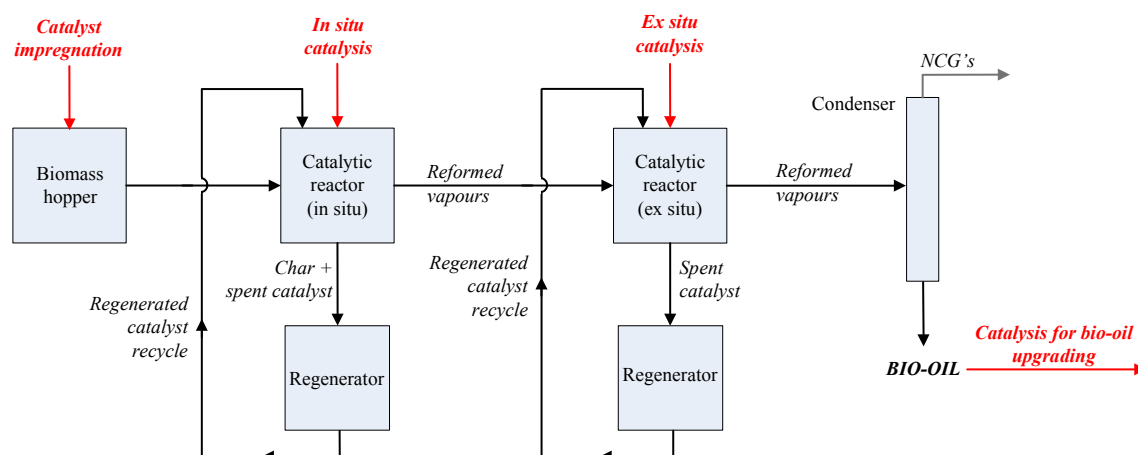 Catalyst
impregnation
In situ
catalysis
Ex situ
catalysis
NCG's
Condenser
Biomass
hopper
Catalytic
reactor
(in situ)
Reformed
vapours
Catalytic
reactor
(ex situ)
Reformed
vapours
Char +
spent catalyst
Regenerated
catalyst
recycle
Regenerated
catalyst
recycle
Spent
catalyst
Regenerator
Regenerator
BIO-OIL
Catalysis for bio-oil
upgrading